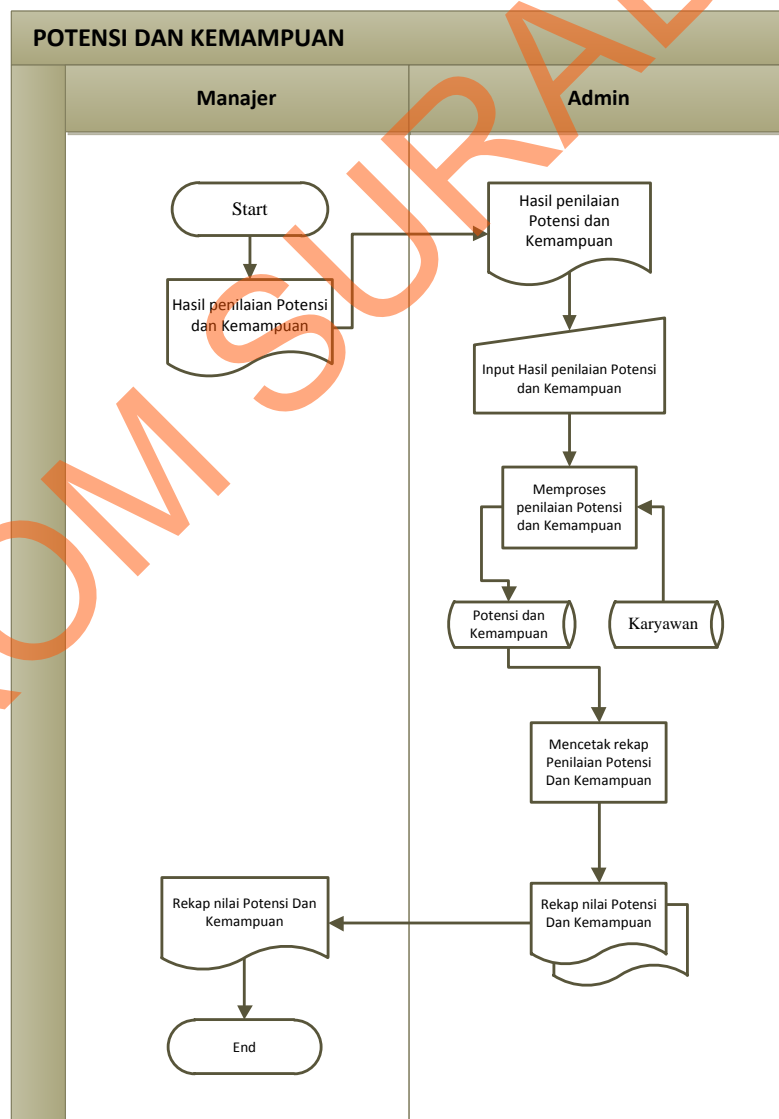 POTENSI DAN KEMAMPUAN
Manajer
Admin
Start
Hasil penilaian Potensi
dan Kemampuan
Hasil penilaian
Potensi dan
Kemampuan
Input Hasil penilaian Potensi
dan Kemampuan
Memproses
penilaian Potensi
dan Kemampuan
Potensi dan
Kemampuan
Karyawan
Mencetak rekap
Penilaian Potensi
Dan Kemampuan
Rekap nilai Potensi
Dan Kemampuan
Rekap nilai Potensi Dan
Kemampuan
End
OM SURAB